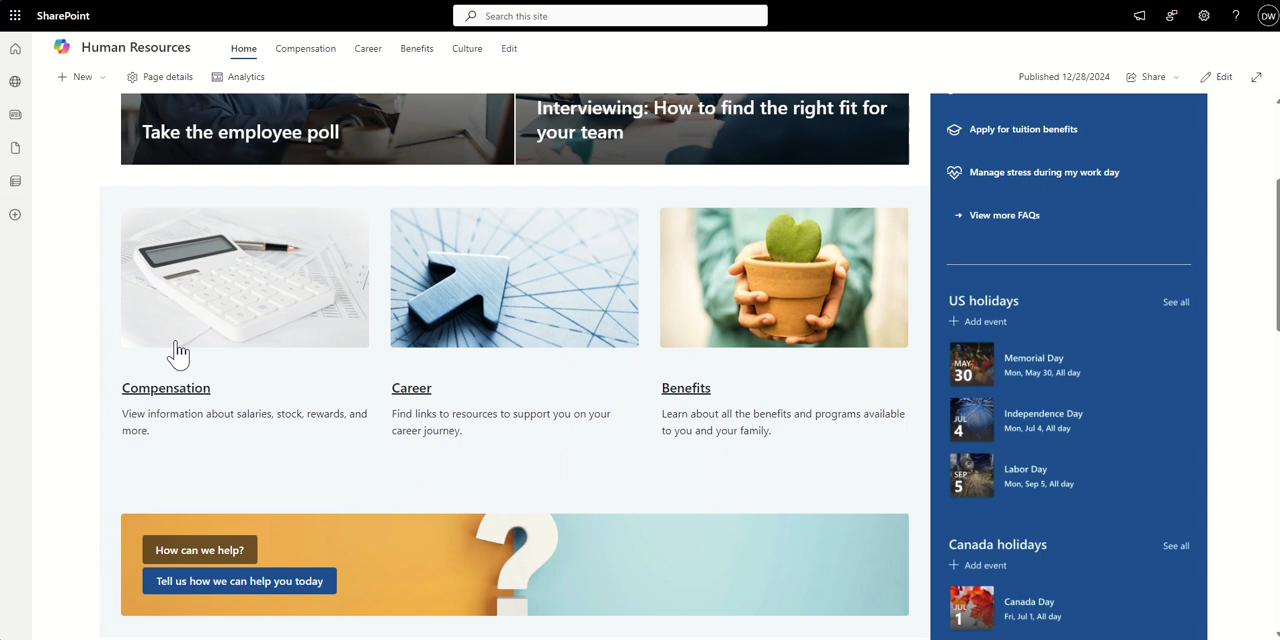 SharePoint
Search this site
DW
Human Resources
Home
Compensation
Career
Benefits
Culture
Edit
New
Page details
Analytics
Published 12/28/2024
Share
Edit
Take the employee poll
Interviewing: How to find the right fit for
your team
Apply for tuition benefits
Manage stress during my work day
View more FAQs
Compensation
View information about salaries, stock, rewards, and
more.
Career
Find links to resources to support you on your
career journey.
Benefits
Learn about all the benefits and programs available
to you and your family.
How can we help?
Tell us how we can help you today
US holidays
See all
Add event
MAY
30
Memorial Day
Mon, May 30, All day
JUL
4
Independence Day
Mon, Jul 4, All day
SEP
5
Labor Day
Mon, Sep 5, All day
Canada holidays
See all
Add event
JUL
1
Canada Day
Fri, Jul 1, All day